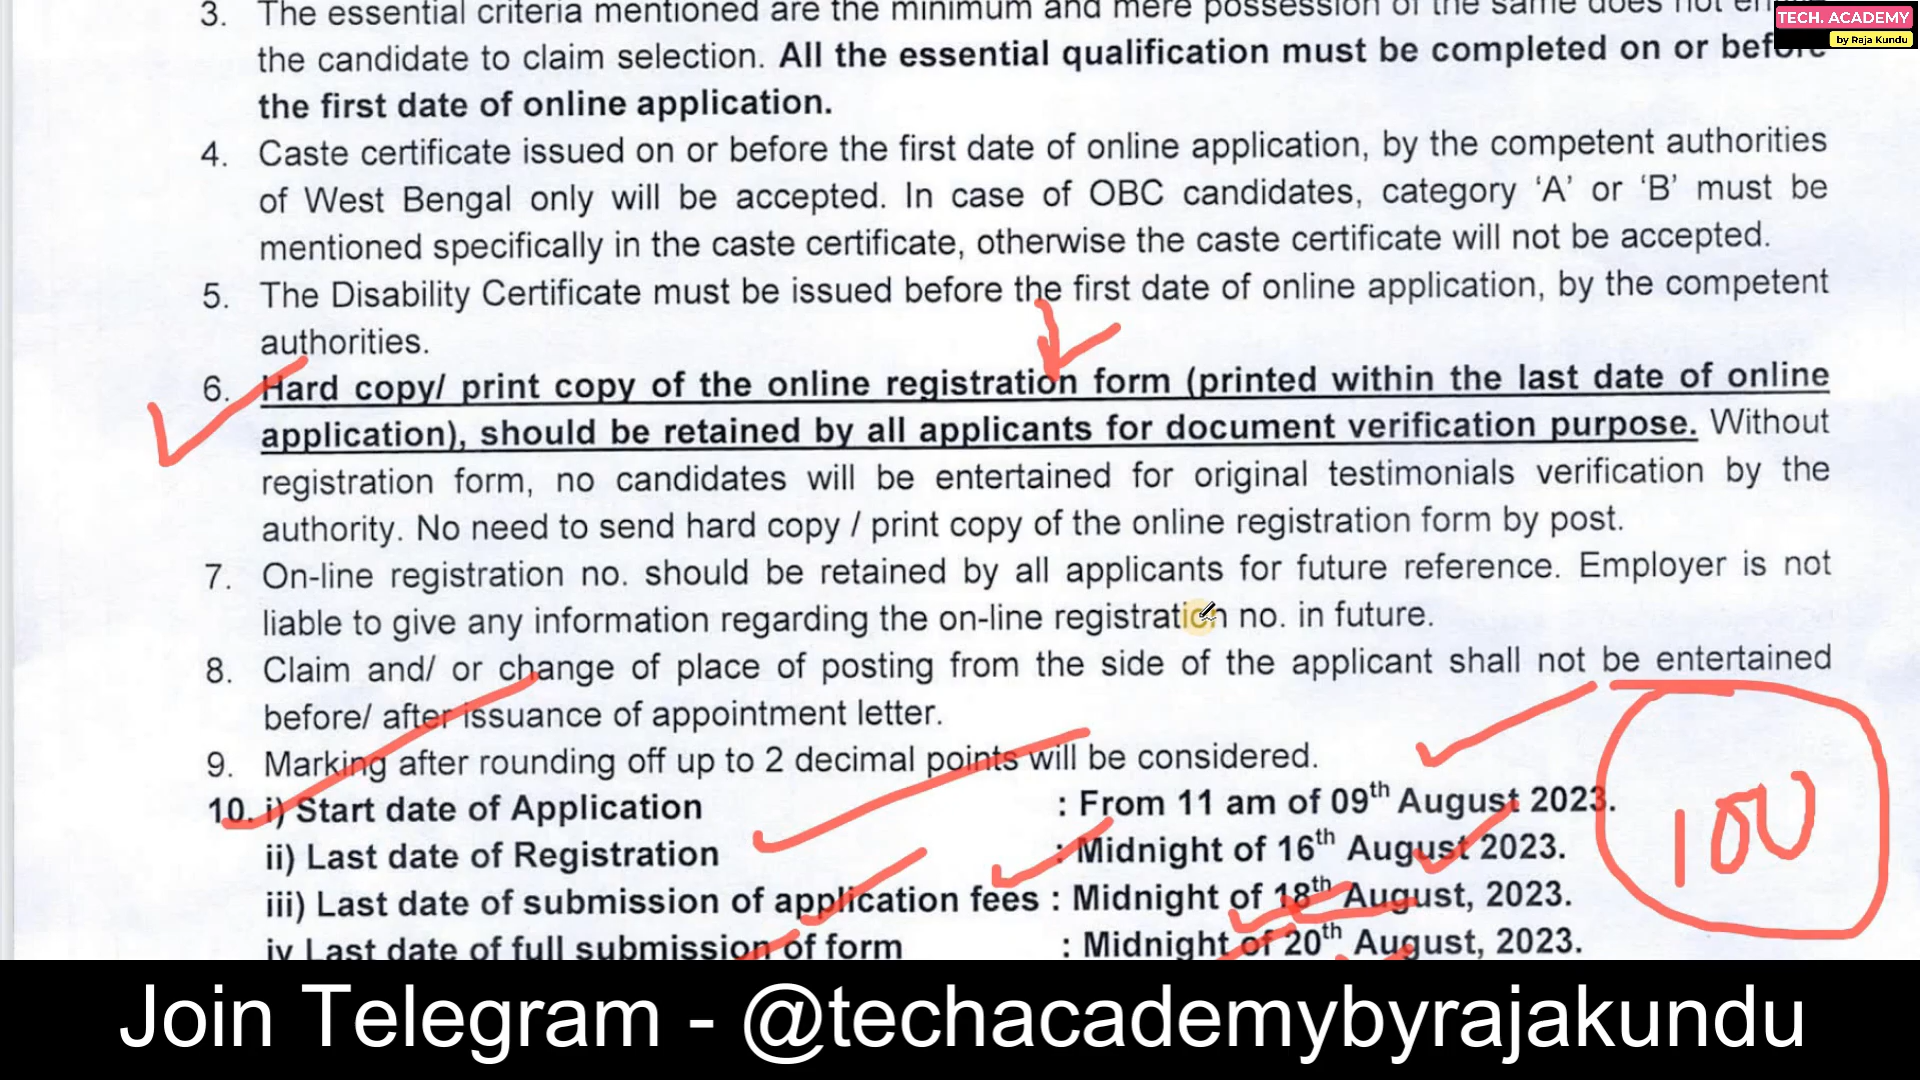 3. The essential criteria mentioned are the minimum and mere possession of the same does not
TECH. ACADEMY
by Raja Kundu
the candidate to claim selection. All the essential qualification must be completed on or before
the first date of online application.
4. Caste certificate issued on or before the first date of online application, by the competent authorities
of West Bengal only will be accepted. In case of OBC candidates, category ‘A’ or ‘B’ must be
mentioned specifically in the caste certificate, otherwise the caste certificate will not be accepted.
5. The Disability Certificate must be issued before the first date of online application, by the competent
authorities.
6. Hard copy/ print copy of the online registration form (printed within the last date of online
application), should be retained by all applicants for document verification purpose. Without
registration form, no candidates will be entertained for original testimonials verification by the
authority. No need to send hard copy / print copy of the online registration form by post.
7. On-line registration no. should be retained by all applicants for future reference. Employer is not
liable to give any information regarding the on-line registration no. in future.
8. Claim and/ or change of place of posting from the side of the applicant shall not be entertained
before/ after issuance of appointment letter.
9. Marking after rounding off up to 2 decimal points will be considered.
10. i) Start date of Application : From 11 am of 09th August 2023.
ii) Last date of Registration : Midnight of 16th August 2023.
iii) Last date of submission of application fees : Midnight of 18th August, 2023.
iv Last date of full submission of form : Midnight of 20th August, 2023.
100
Join Telegram - @techacademybyrajakundu